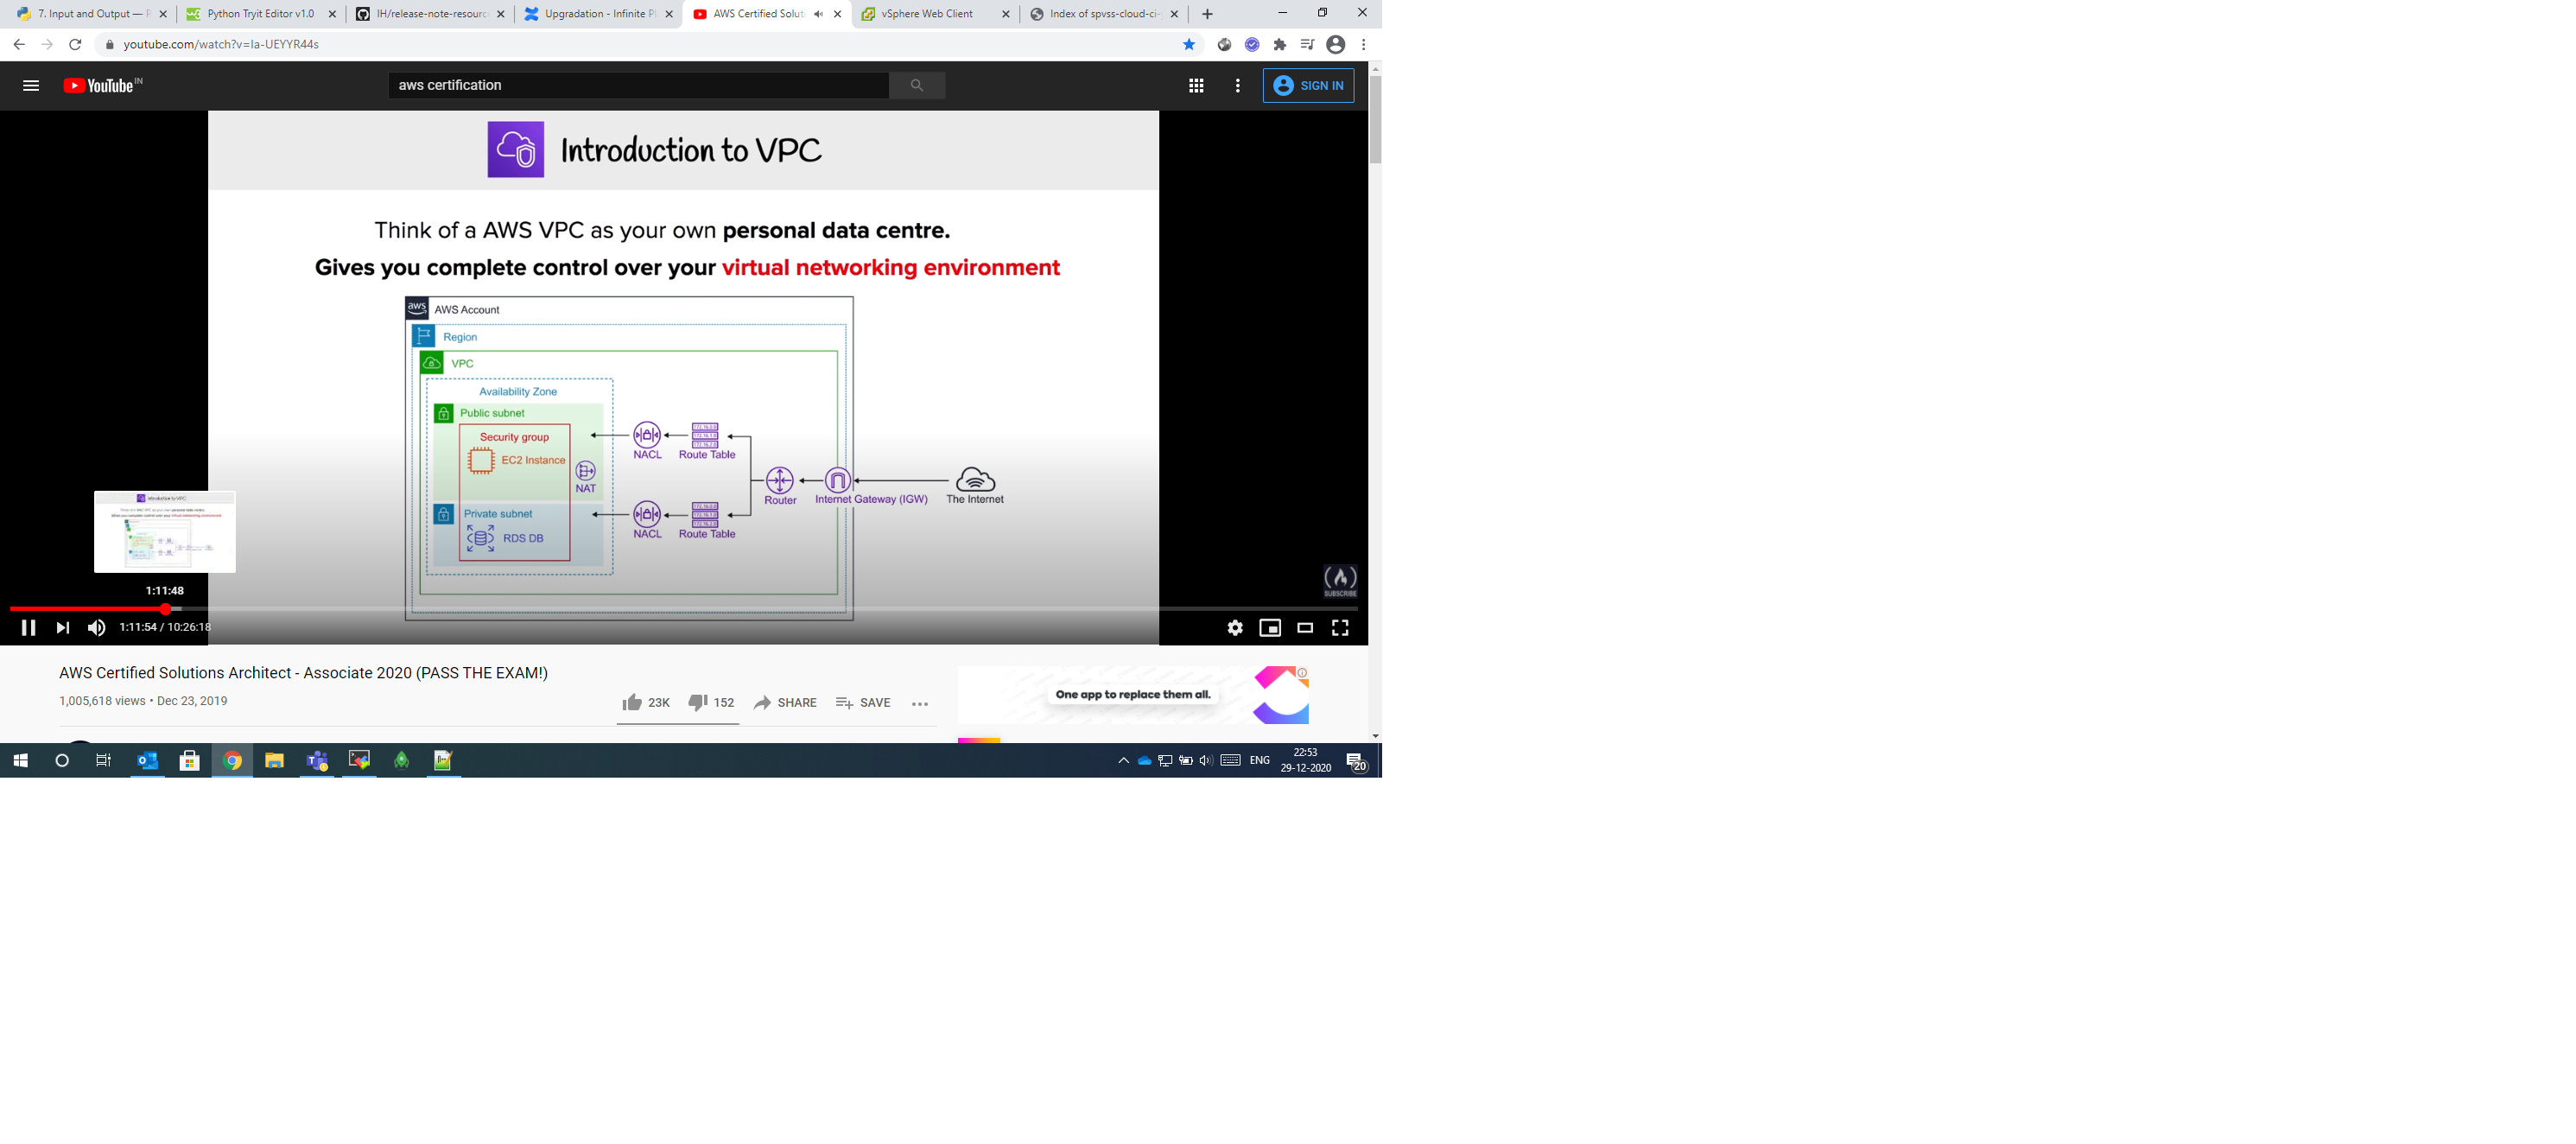 7. Input and Output — P
Python Tryit Editor v1.0
IH/release-note-resourc
Upgradation - Infinite Pl
AWS Certified Soluti
vSphere Web Client
Index of spvss-cloud-ci-
youtube.com/watch?v=Ia-UEYYR44s
YouTube IN
aws certification
SIGN IN
Introduction to VPC
Think of a AWS VPC as your own personal data centre.
Gives you complete control over your virtual networking environment
aws
AWS Account
Region
VPC
Availability Zone
Public subnet
Security group
EC2 Instance
NAT
NACL
Route Table
Router
Internet Gateway (IGW)
The Internet
Private subnet
RDS DB
NACL
Route Table
Introduction to VPC
SUBSCRIBE
1:11:48
1:11:54 / 10:26:18
AWS Certified Solutions Architect - Associate 2020 (PASS THE EXAM!)
1,005,618 views • Dec 23, 2019
23K
152
SHARE
SAVE
One app to replace them all.
ENG
22:53
29-12-2020
20